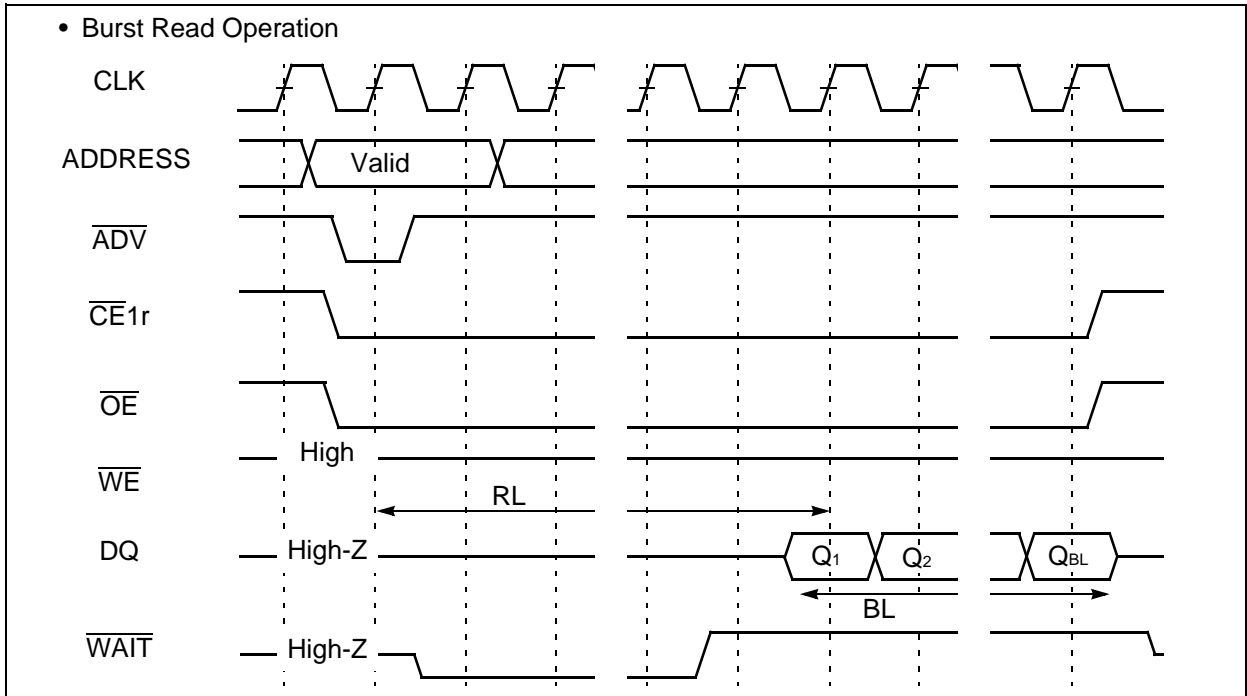 • Burst Read Operation
CLK
ADDRESS
Valid
ADV
CE1r
OE
High
WE
RL
DQ
High-Z
Q1
Q2
QBL
BL
WAIT
High-Z